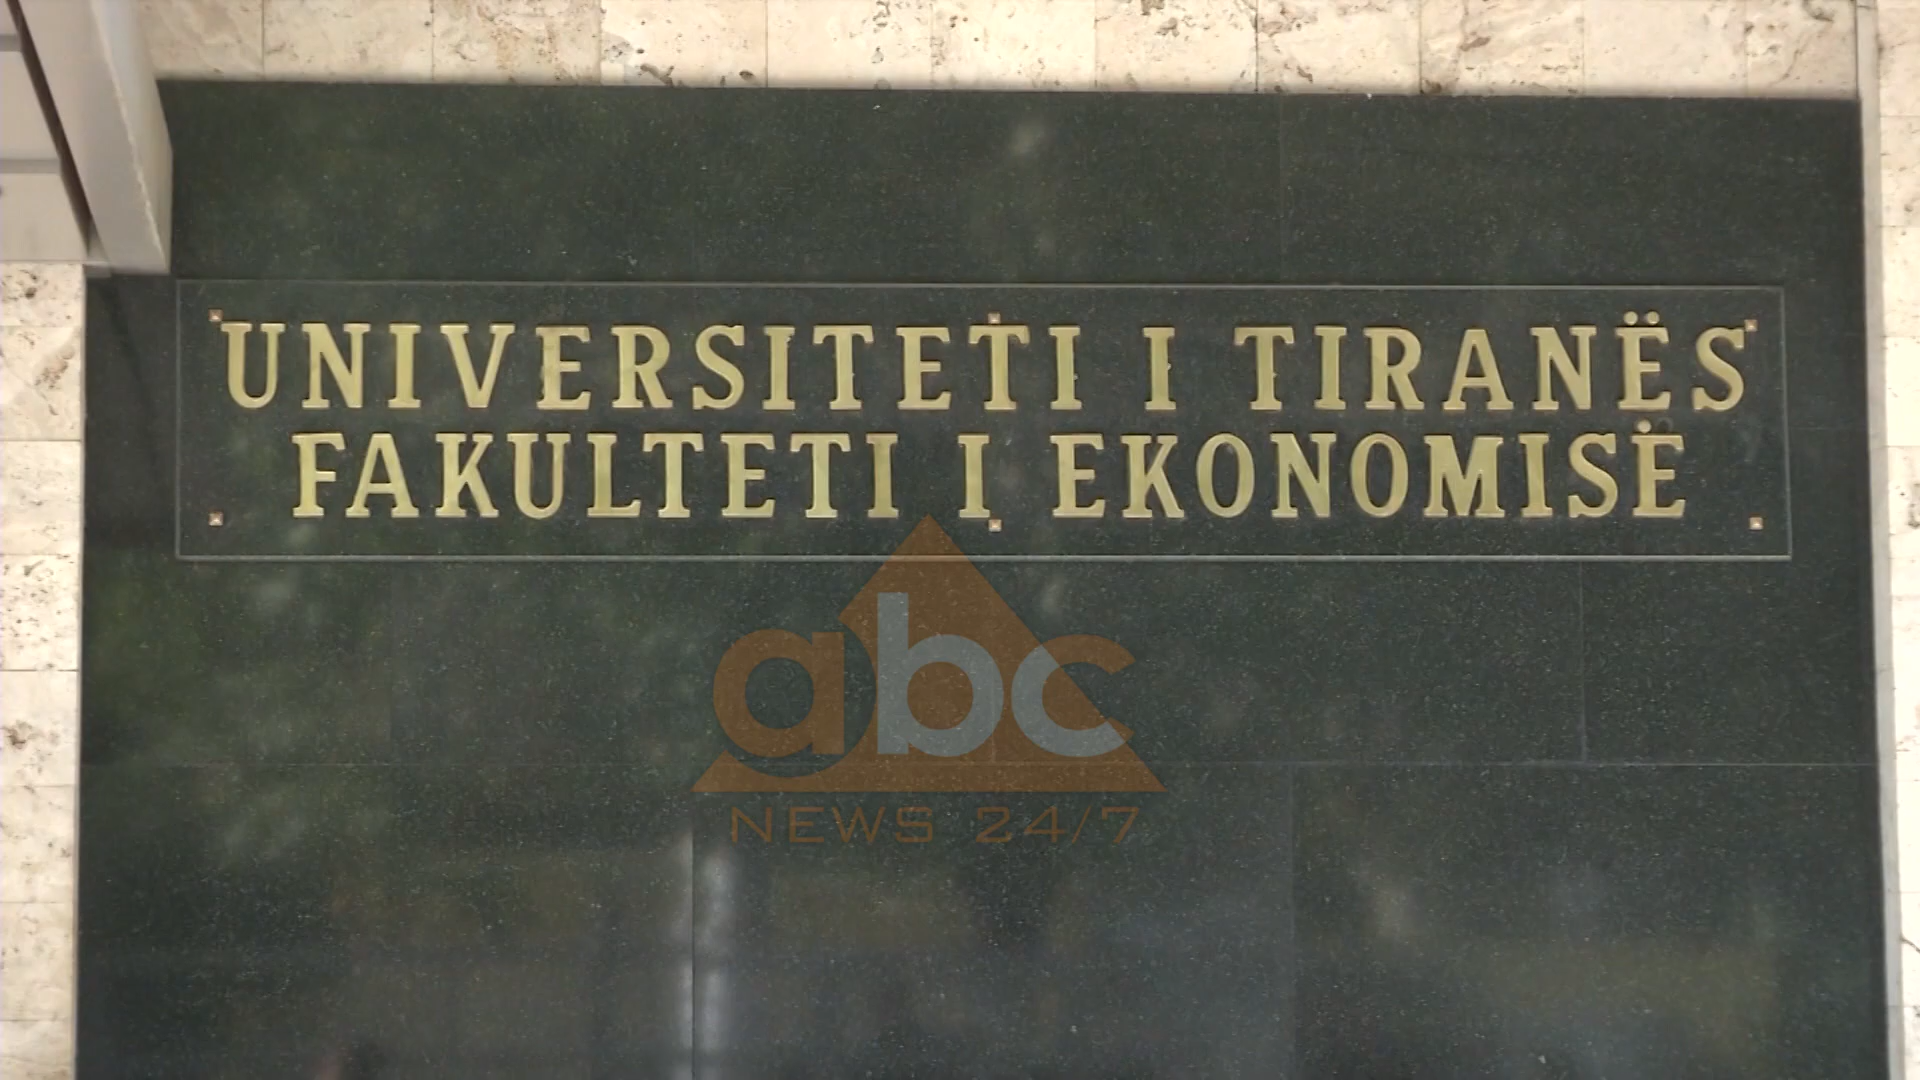 UNIVERSITETI I TIRANËS
FAKULTETI I EKONOMISË
abc
NEWS 24/7